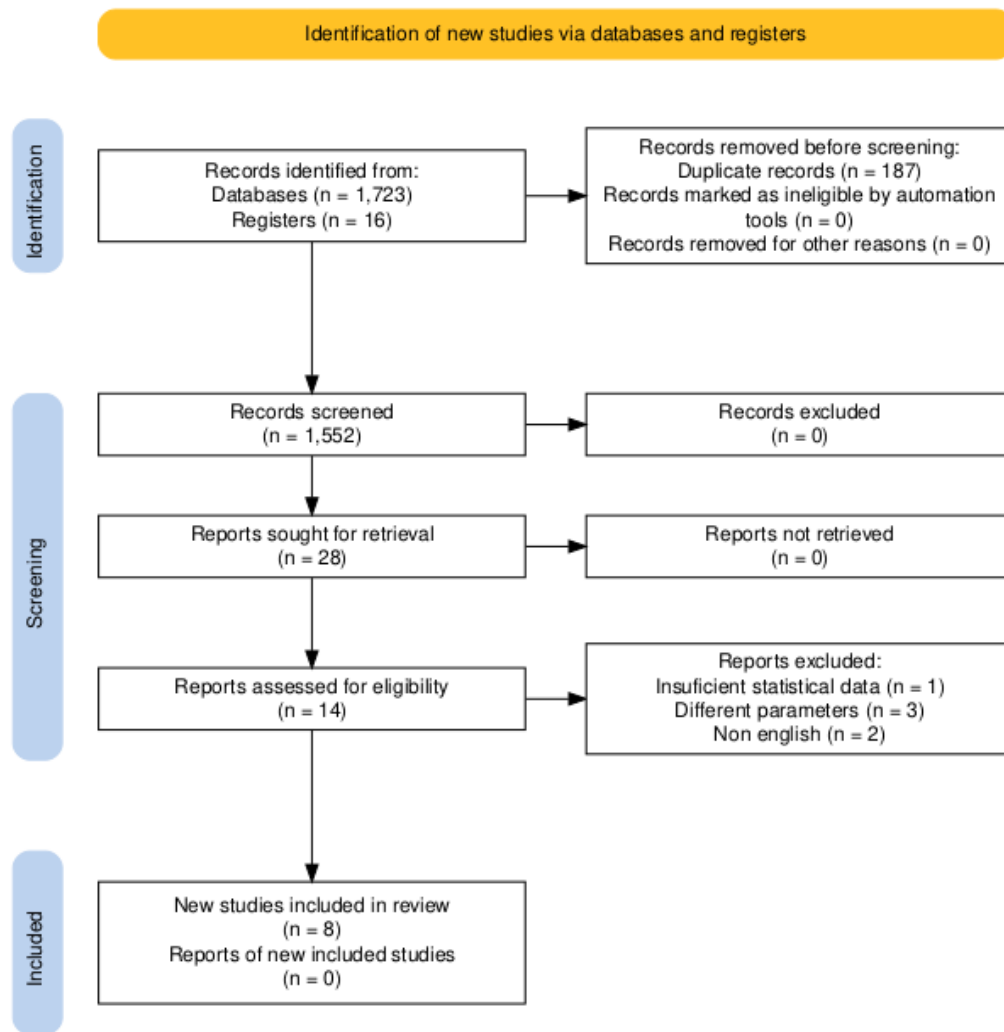 Identification of new studies via databases and registers
Identification
Records identified from:
Databases (n = 1,723)
Registers (n = 16)
Records removed before screening:
Duplicate records (n = 187)
Records marked as ineligible by automation
tools (n = 0)
Records removed for other reasons (n = 0)
Screening
Records screened
(n = 1,552)
Records excluded
(n = 0)
Reports sought for retrieval
(n = 28)
Reports not retrieved
(n = 0)
Reports assessed for eligibility
(n = 14)
Reports excluded:
Insuficient statistical data (n = 1)
Different parameters (n = 3)
Non english (n = 2)
Included
New studies included in review
(n = 8)
Reports of new included studies
(n = 0)